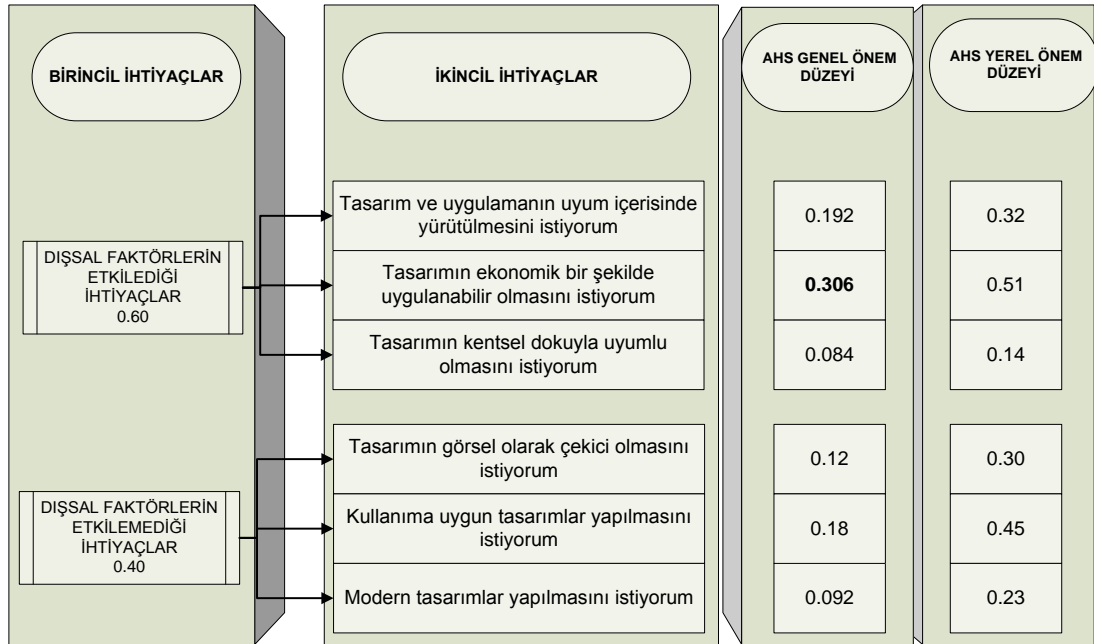 BİRİNCİL İHTİYAÇLAR
İKİNCİL İHTİYAÇLAR
AHS GENEL ÖNEM
DÜZEYİ
AHS YEREL ÖNEM
DÜZEYİ
DIŞSAL FAKTÖRLERİN
ETKİLEDİĞİ
İHTİYAÇLAR
0.60
Tasarım ve uygulamanın uyum içerisinde
yürütülmesini istiyorum
0.192
0.32
Tasarımın ekonomik bir şekilde
uygulanabilir olmasını istiyorum
0.306
0.51
Tasarımın kentsel dokuyla uyumlu
olmasını istiyorum
0.084
0.14
DIŞSAL FAKTÖRLERİN
ETKİLEMEDİĞİ
İHTİYAÇLAR
0.40
Tasarımın görsel olarak çekici olmasını
istiyorum
0.12
0.30
Kullanıma uygun tasarımlar yapılmasını
istiyorum
0.18
0.45
Modern tasarımlar yapılmasını istiyorum
0.092
0.23